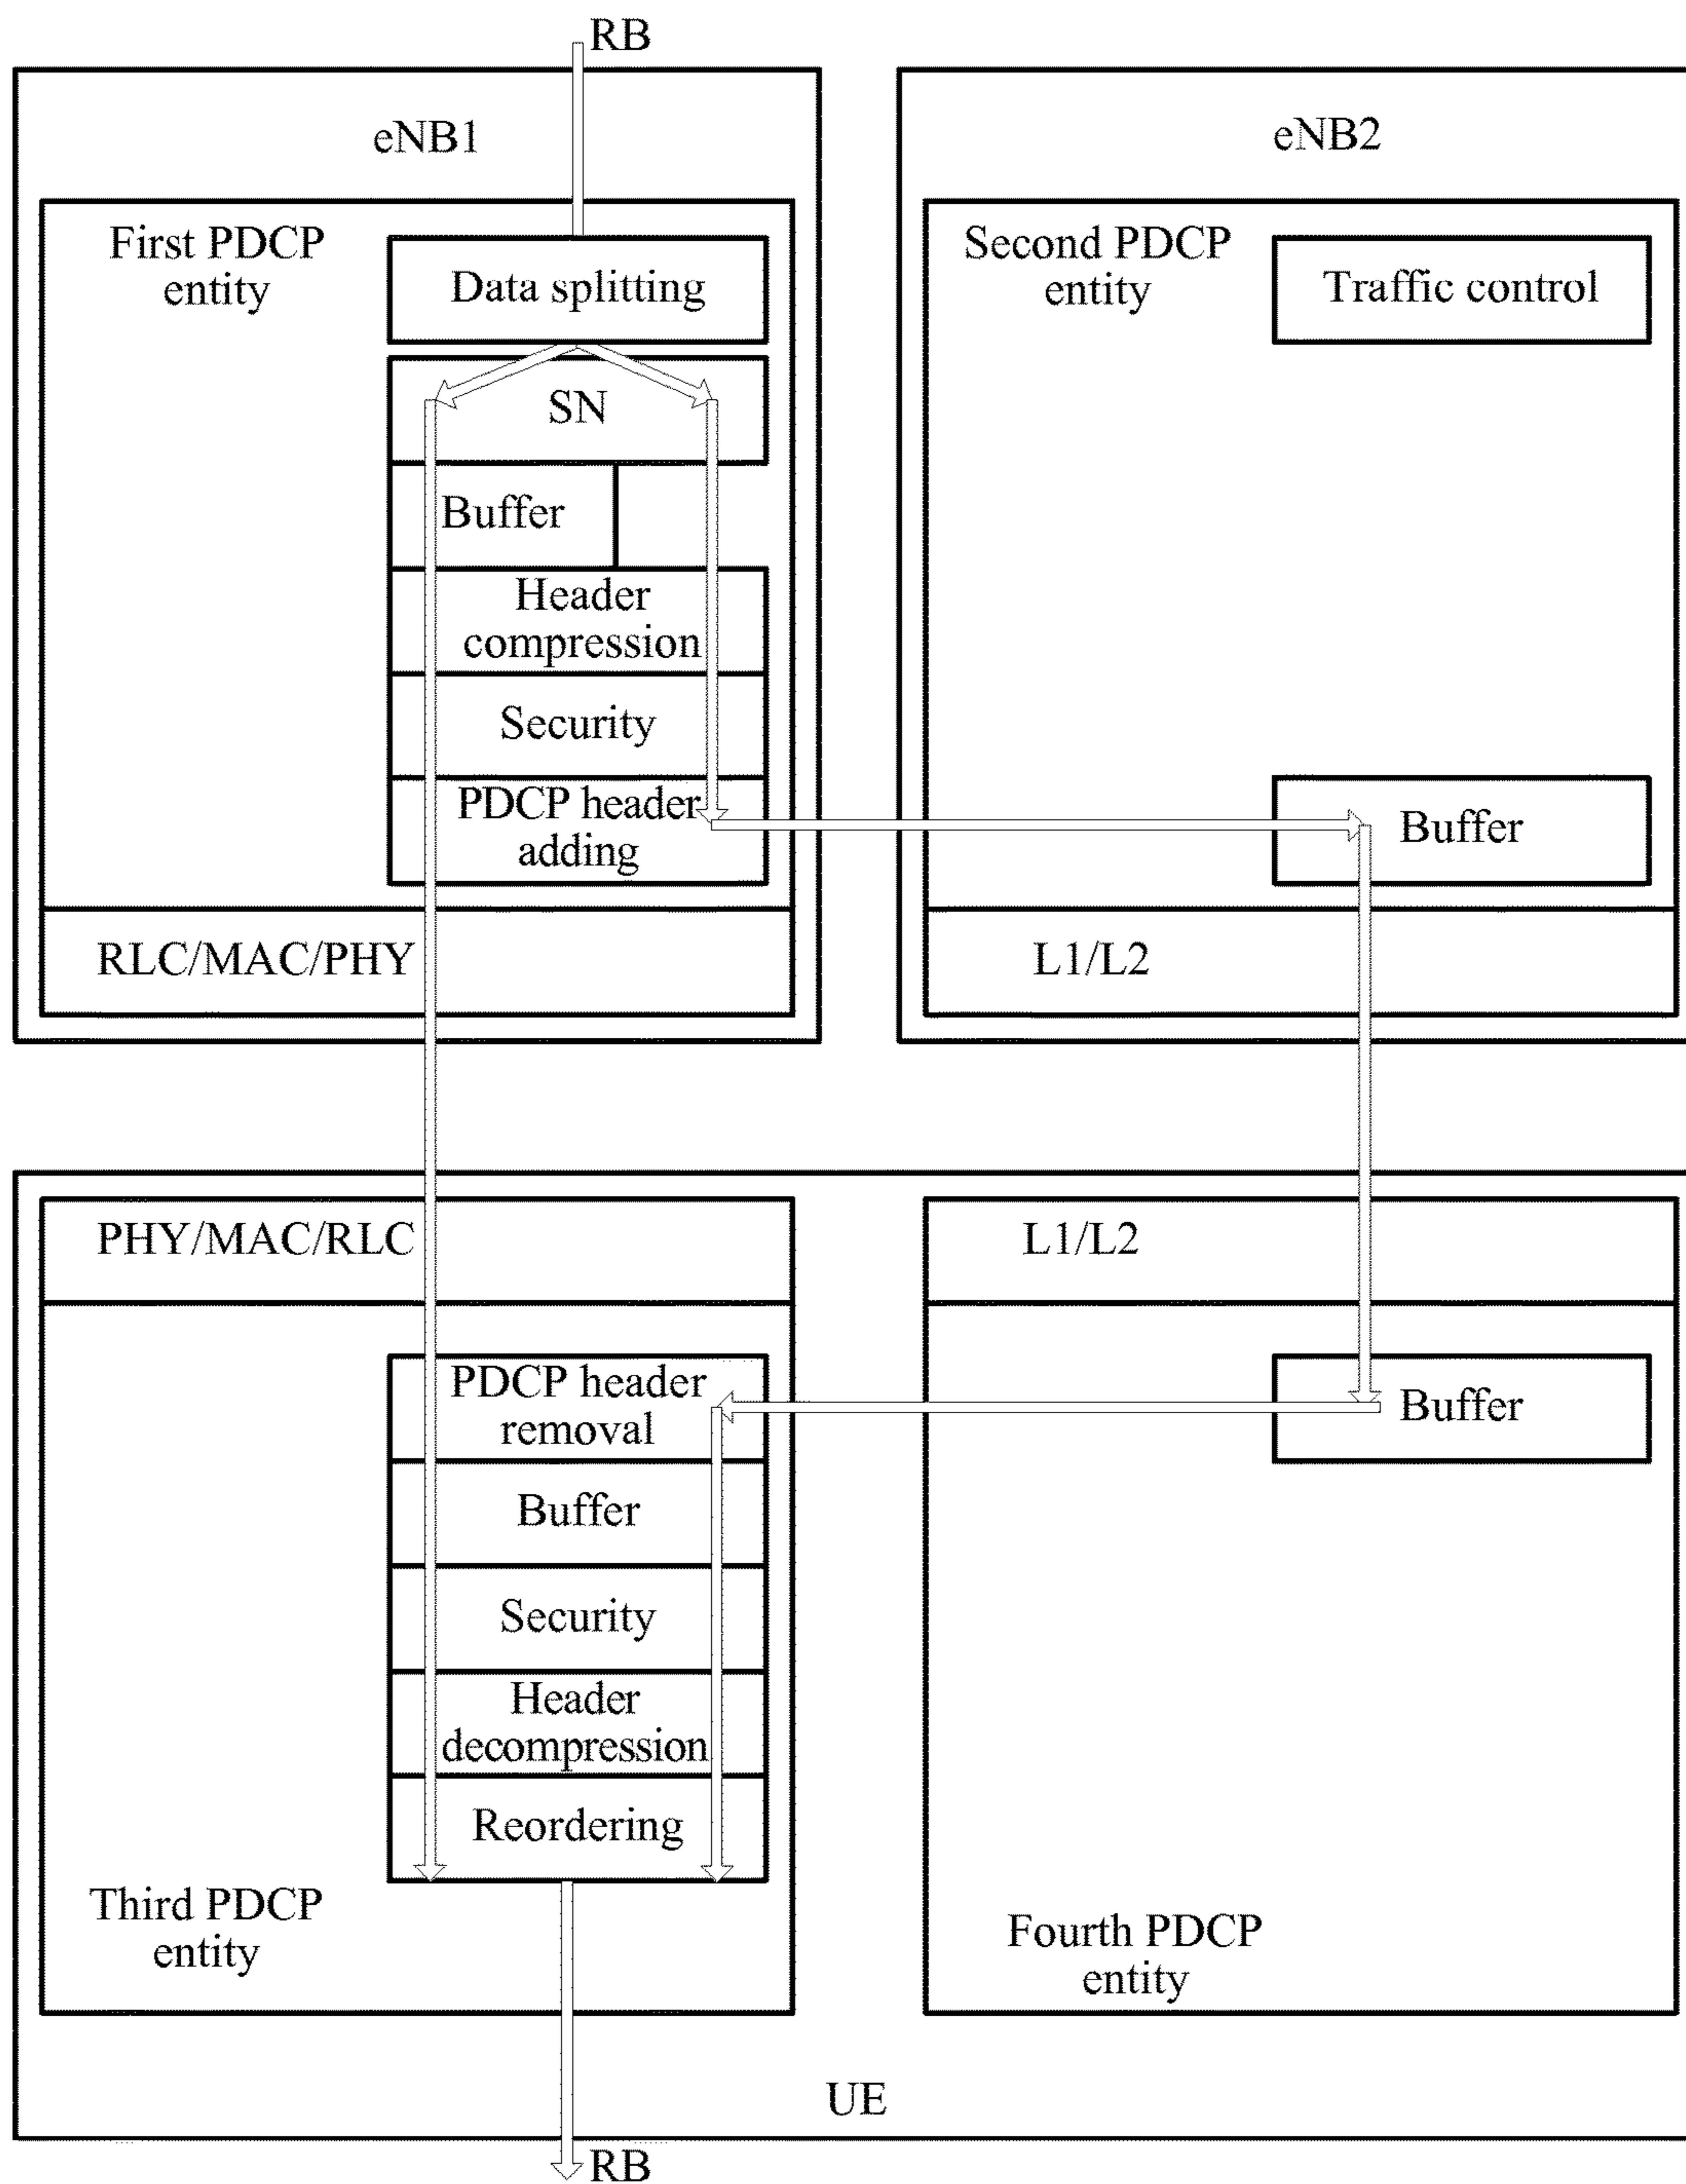 RB
eNB1
First PDCP
entity
Data splitting
SN
Buffer
Header
compression
Security
PDCP header
adding
RLC/MAC/PHY
eNB2
Second PDCP
entity
Traffic control
Buffer
L1/L2
PHY/MAC/RLC
PDCP header
removal
Buffer
Security
Header
decompression
Reordering
Third PDCP
entity
L1/L2
Buffer
Fourth PDCP
entity
UE
RB